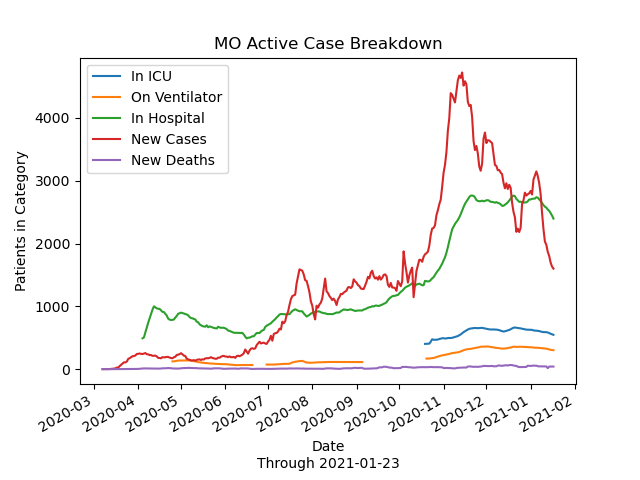 MO Active Case Breakdown
In ICU
On Ventilator
In Hospital
New Cases
New Deaths
Patients in Category
4000
3000
2000
1000
0
2020-03
2020-04
2020-05
2020-06
2020-07
2020-08
2020-09
2020-10
2020-11
2020-12
2021-01
2021-02
Date
Through 2021-01-23